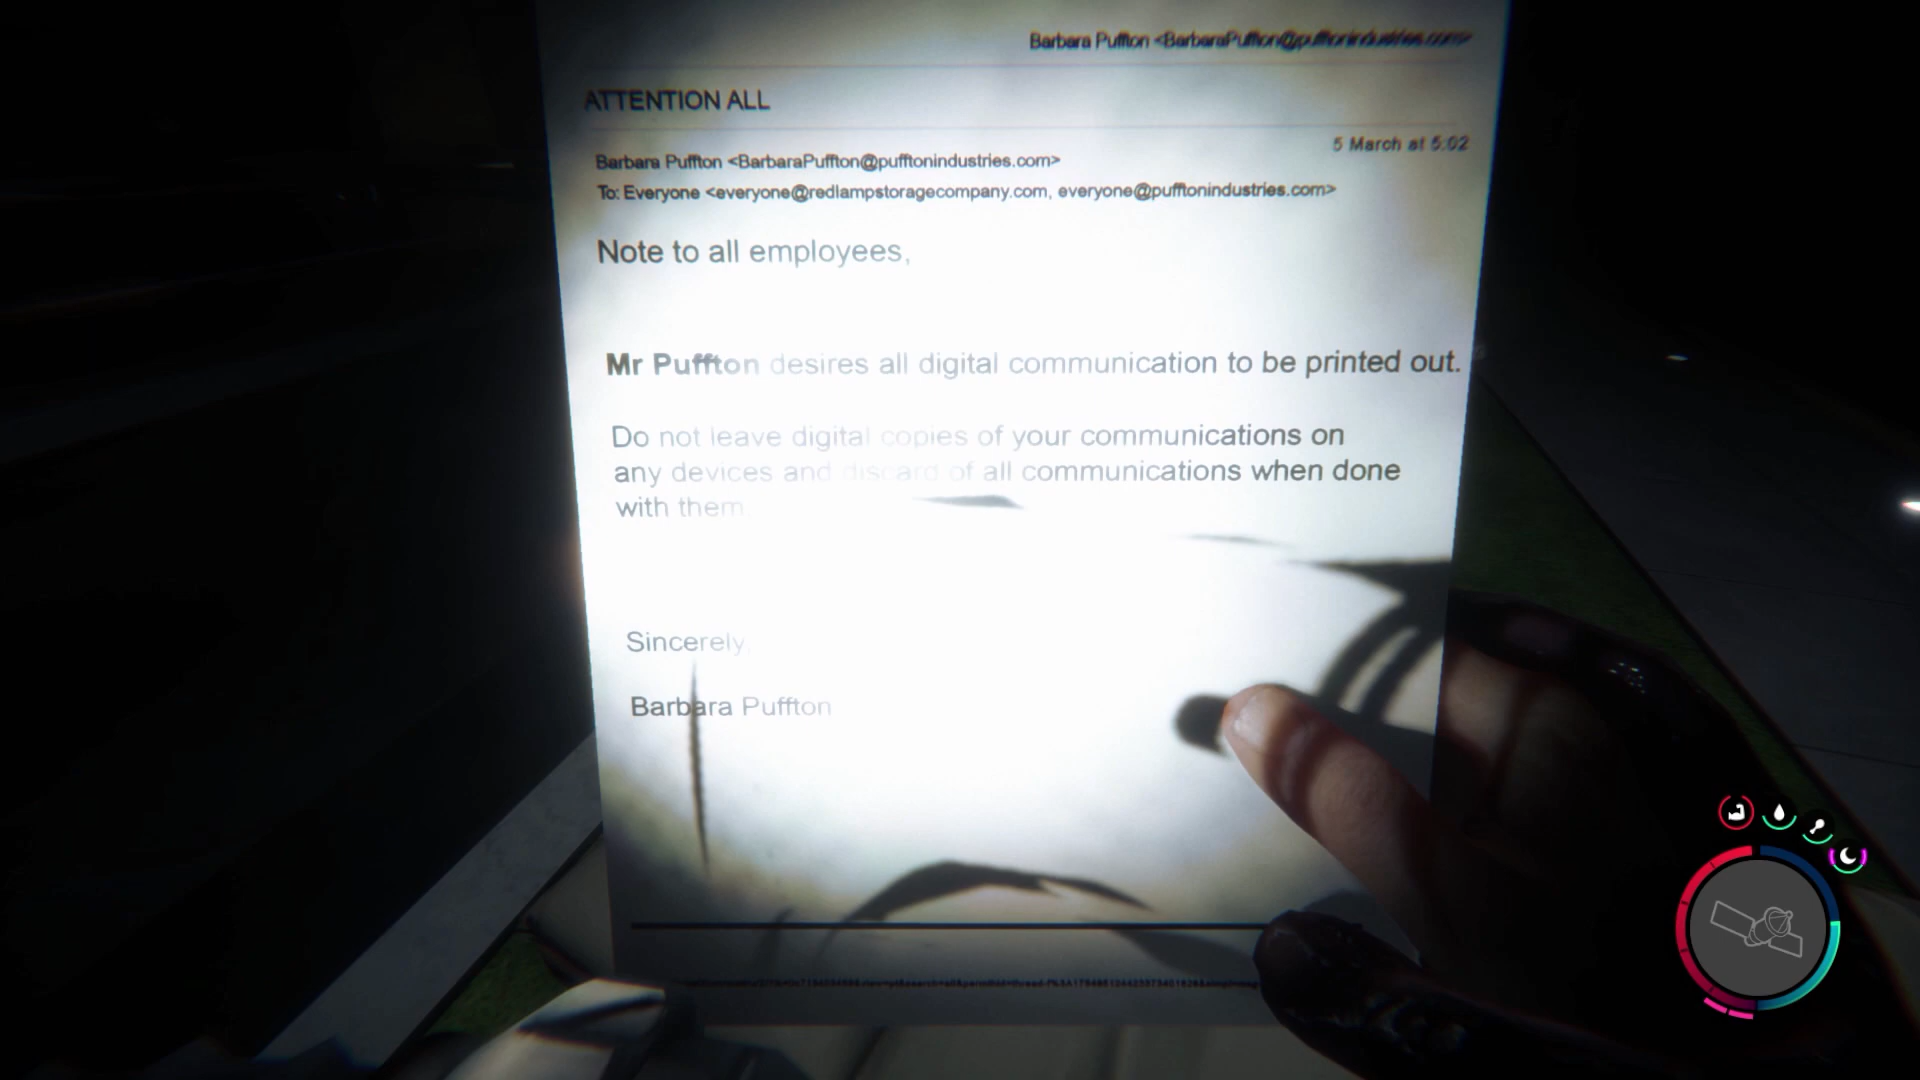 Barbara Puffton <BarbaraPuffton@pufftonindustries.com>
ATTENTION ALL
5 March at 5:02
Barbara Puffton <BarbaraPuffton@pufftonindustries.com>
To: Everyone <everyone@redlampstoragecompany.com, everyone@pufftonindustries.com>
Note to all employees,
Mr Puffton desires all digital communication to be printed out.
Do not leave digital copies of your communications on
any devices and discard of all communications when done
with them.
Sincerely,
Barbara Puffton